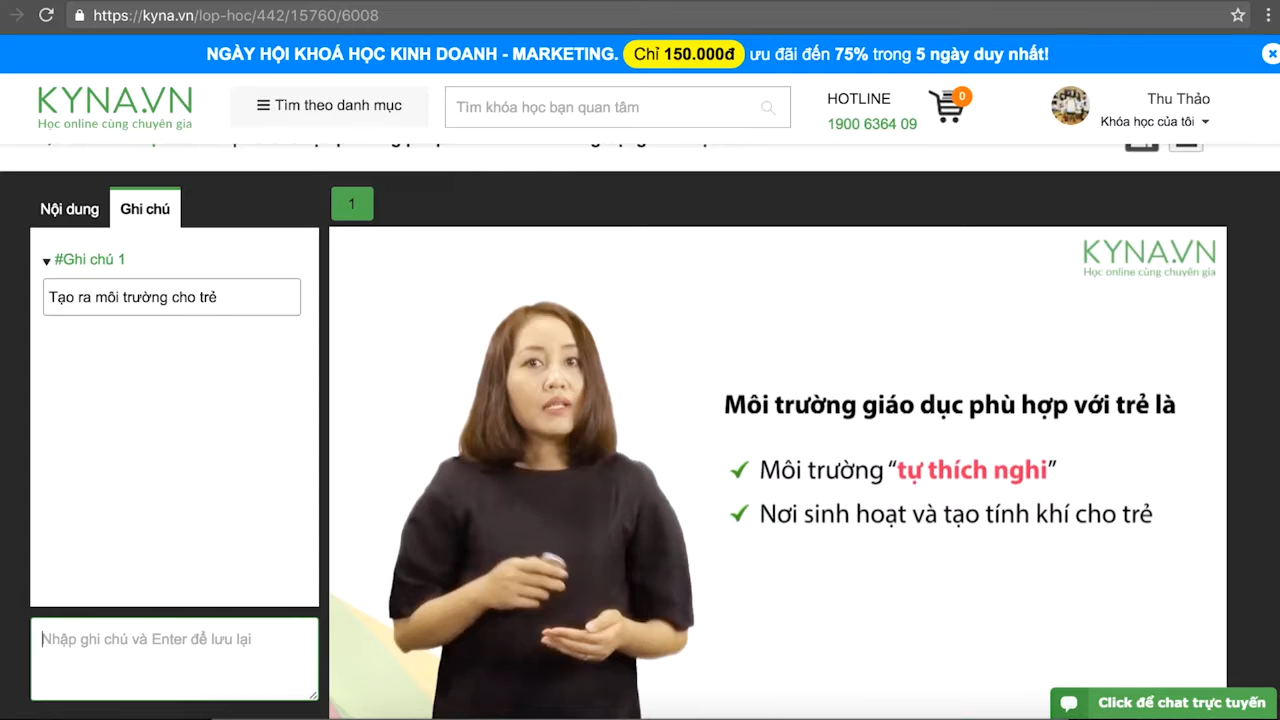 https://kyna.vn/lop-hoc/442/15760/6008
NGÀY HỘI KHOÁ HỌC KINH DOANH - MARKETING. Chỉ 150.000đ ưu đãi đến 75% trong 5 ngày duy nhất!
KYNA.VN
Học online cùng chuyên gia
Tìm theo danh mục
Tìm khóa học bạn quan tâm
HOTLINE
1900 6364 09
0
Thu Thảo
Khóa học của tôi
Nội dung
Ghi chú
1
#Ghi chú 1
Tạo ra môi trường cho trẻ
Nhập ghi chú và Enter để lưu lại
KYNA.VN
Học online cùng chuyên gia
Môi trường giáo dục phù hợp với trẻ là
Môi trường “tự thích nghi”
Nơi sinh hoạt và tạo tính khí cho trẻ
Click để chat trực tuyến